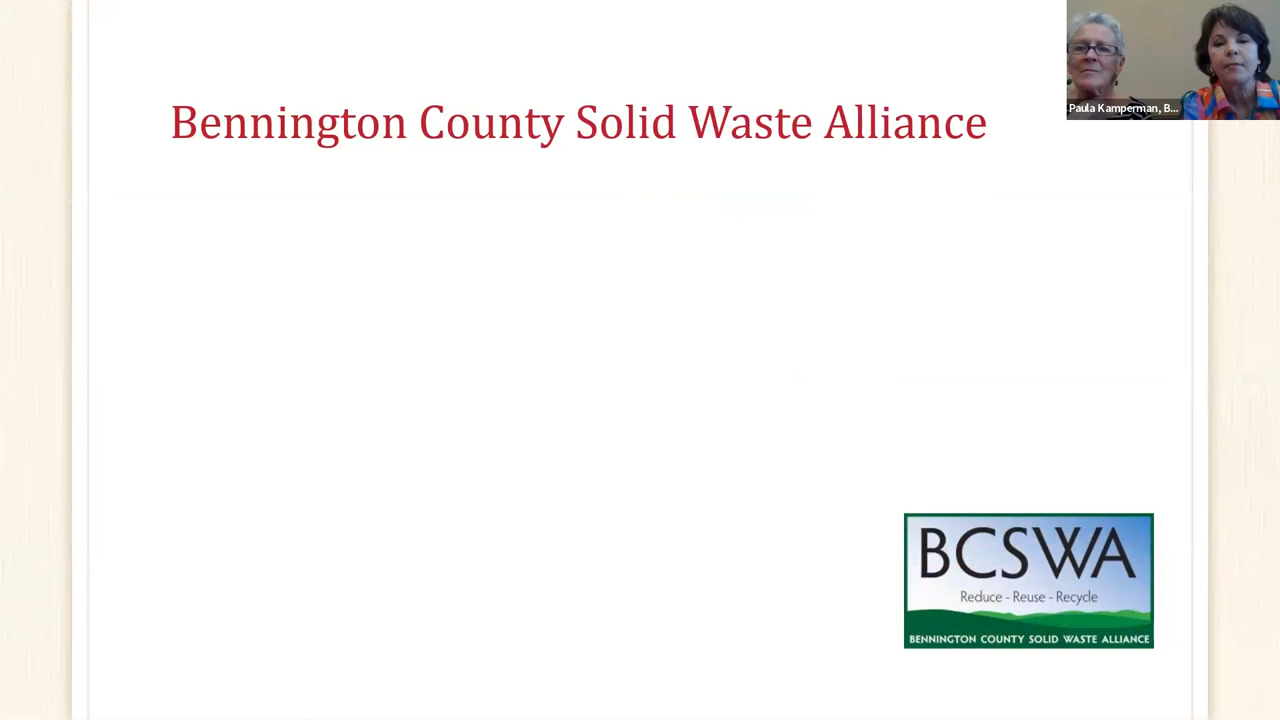 Bennington County Solid Waste Alliance
Paula Kamperman, B...
BCSWA
Reduce - Reuse - Recycle
BENNINGTON COUNTY SOLID WASTE ALLIANCE